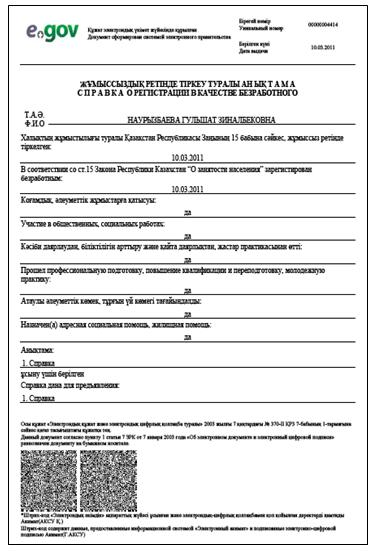 e.gov
Құжат электрондық үкімет жүйесінде құрылған
Документ сформирован системой электронного правительства
Бірегей нөмір
Уникальный номер
00000004414
Берілген күні
Дата выдачи
10.03.2011
ЖҰМЫССЫЗДЫҚ РЕТІНДЕ ТІРКЕУ ТУРАЛЫ АНЫҚТАМА
СПРАВКА О РЕГИСТРАЦИИ В КАЧЕСТВЕ БЕЗРАБОТНОГО
Т.А.Ә.
Ф.И.О
НАУРЫЗБАЕВА ГУЛЬШАТ ЗИНАЛБЕКОВНА
Халықтың жұмыстылығы туралы Қазақстан Республикасы Заңының 15 бабына сәйкес, жұмыссыз ретінде
тіркелген:
10.03.2011
В соответствии со ст.15 Закона Республики Казахстан "О занятости населения" зарегистирован
безработным:
10.03.2011
Қоғамдық, әлеуметтік жұмыстарға қатысуы:
да
Участие в общественных, социальных работах:
да
Кәсіби даярлаудан, біліктілігін арттыру және қайта даярлықтан, жастар практикасынан өтті:
да
Прошел профессиональную подготовку, повышение квалификации и переподготовку, молодежную
практику:
да
Атаулы әлеуметтік көмек, тұрғын үй көмегі тағайындалды:
да
Назначен(а) адресная социальная помощь, жилищная помощь:
да
Анықтама:
1. Справка
ұсыну үшін берілген
Справка дана для предъявления:
1. Справка
Осы құжат «Электрондық құжат және электрондық цифрлық қолтаңба туралы» 2003 жылғы 7 қаңтардағы № 370-II ҚРЗ 7-бабының 1-тармағына
сәйкес қағаз тасығыштағы құжатқа тең.
Данный документ согласно пункту 1 статьи 7 ЗРК от 7 января 2003 года «Об электронном документе и электронной цифровой подписи»
равнозначен документу на бумажном носителе.
*Штрих-код «Электрондық әкімдік» ақпараттық жүйесі ұсынған және электрондық-цифрлық қолтаңбамен қол қойылған деректерді қамтиды
Штрих-код содержит данные, предоставленные информационной системой «Электронный акимат» и подписанные электронно-цифровой
подписью